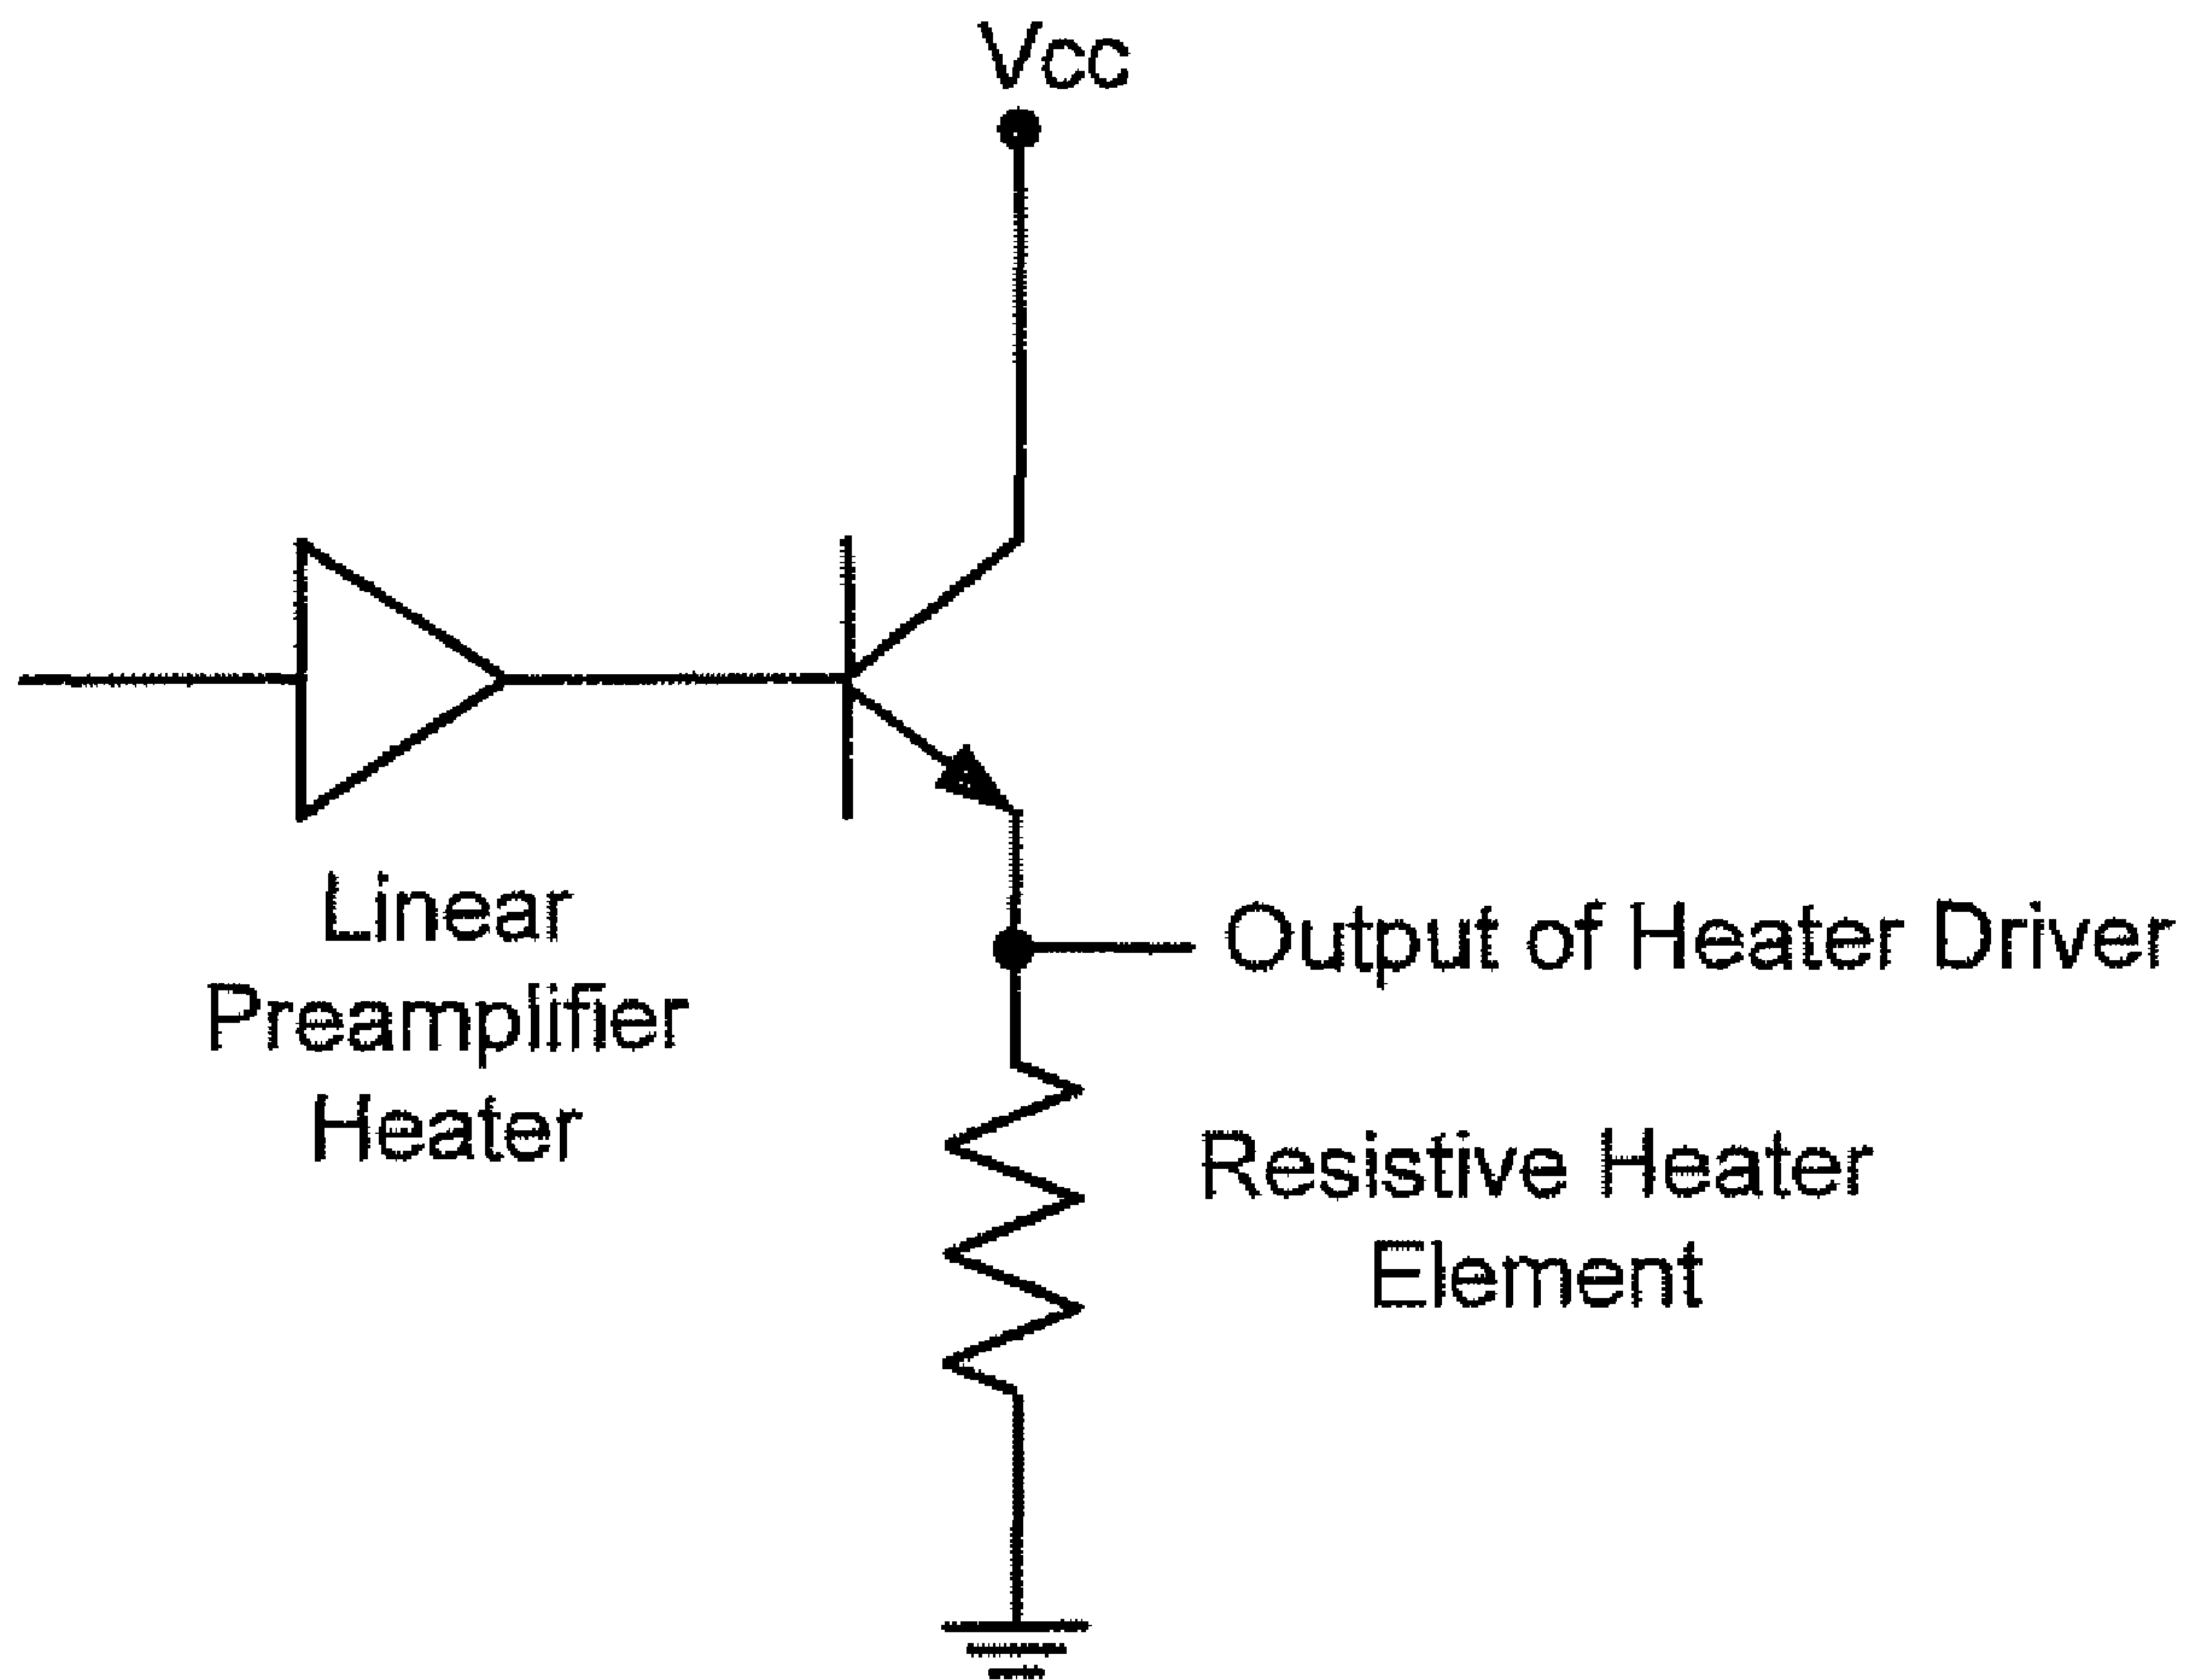 Vcc
Linear
Preamplifier
Heater
Output of Heater Driver
Resistive Heater
Element